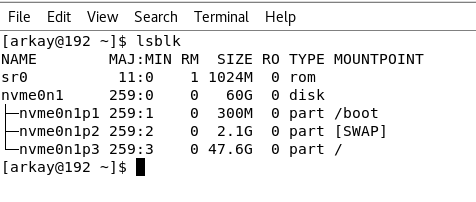 File Edit View Search Terminal Help
[arkay@192 ~]$ lsblk
NAME        MAJ:MIN RM  SIZE RO TYPE MOUNTPOINT
sr0          11:0    1 1024M  0 rom
nvme0n1     259:0    0   60G  0 disk
├─nvme0n1p1 259:1    0  300M  0 part /boot
├─nvme0n1p2 259:2    0  2.1G  0 part [SWAP]
└─nvme0n1p3 259:3    0 47.6G  0 part /
[arkay@192 ~]$